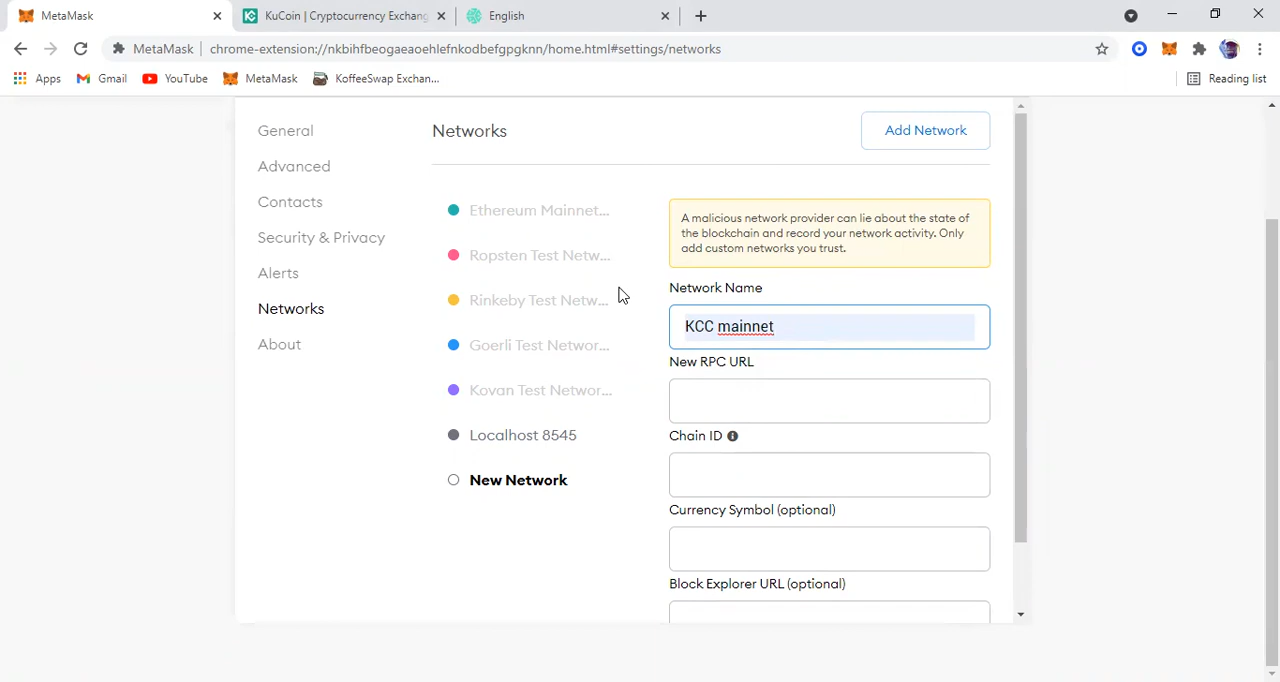 MetaMask
KuCoin | Cryptocurrency Exchang
English
MetaMask
chrome-extension://nkbihfbeogaeaoehlefnkodbefgpgknn/home.html#settings/networks
Apps
Gmail
YouTube
MetaMask
KoffeeSwap Exchan...
Reading list
General
Advanced
Contacts
Security & Privacy
Alerts
Networks
About
Networks
Add Network
Ethereum Mainnet...
Ropsten Test Netw...
Rinkeby Test Netw...
Goerli Test Networ...
Kovan Test Networ...
Localhost 8545
New Network
A malicious network provider can lie about the state of
the blockchain and record your network activity. Only
add custom networks you trust.
Network Name
KCC mainnet
New RPC URL
Chain ID
Currency Symbol (optional)
Block Explorer URL (optional)